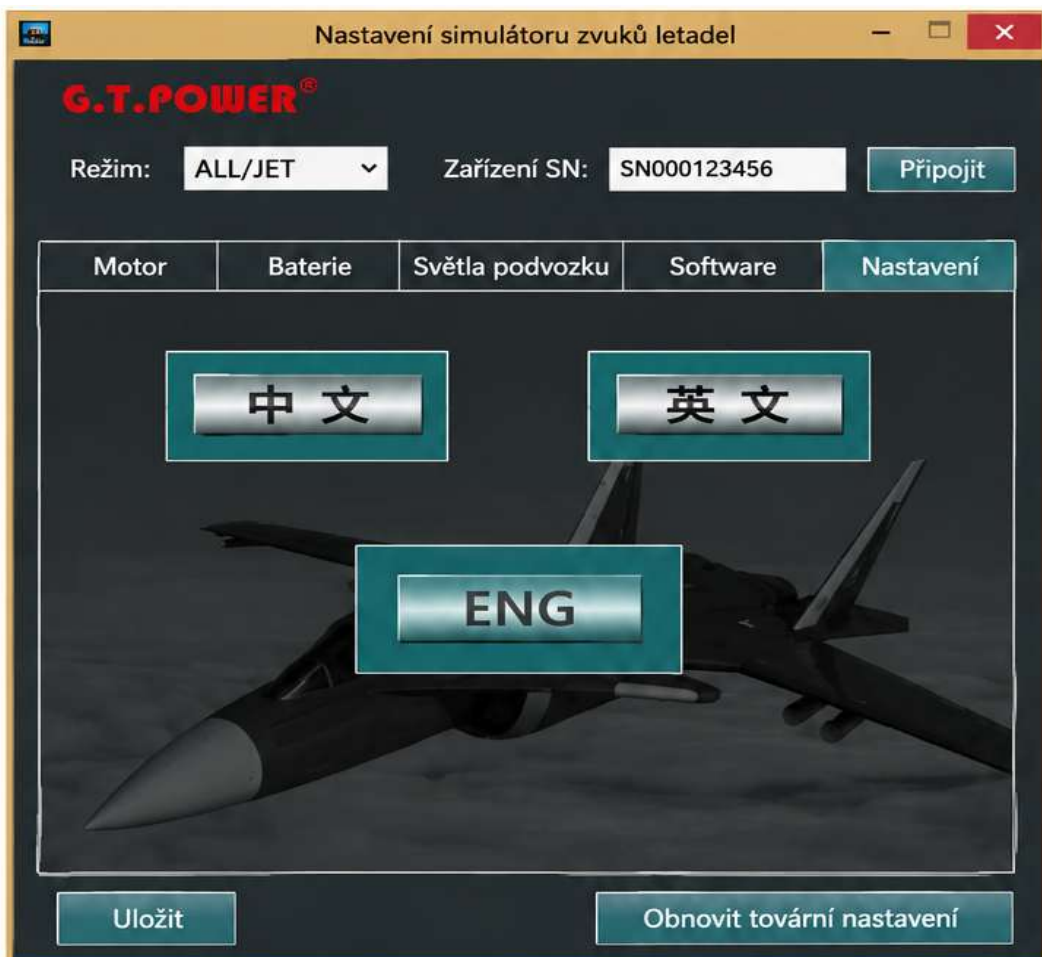 Nastavení simulátoru zvuků letadel
G.T.POWER®
Režim: ALL/JET Zařízení SN: SN000123456 Připojit
Motor Baterie Světla podvozku Software Nastavení
中文 英文
ENG
Uložit Obnovit tovární nastavení